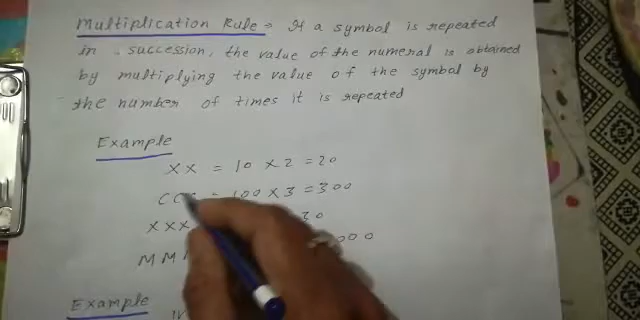 Multiplication Rule :- If a symbol is repeated
in succession, the value of the numeral is obtained
by multiplying the value of the symbol by
the number of times it is repeated
Example
XX = 10 X 2 = 20
CC = 100 X 3 = 300
XXX
MM
Example